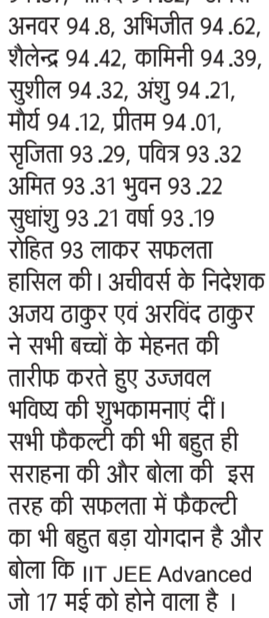 अनवर 94.8, अभिजीत 94.62,
शैलेन्द्र 94.42, कामिनी 94.39,
सुशील 94.32, अंशु 94.21,
मौर्य 94.12, प्रीतम 94.01,
सृजिता 93.29, पवित्र 93.32
अमित 93.31 भुवन 93.22
सुधांशु 93.21 वर्षा 93.19
रोहित 93 लाकर सफलता
हासिल की। अचीवर्स के निदेशक
अजय ठाकुर एवं अरविंद ठाकुर
ने सभी बच्चों के मेहनत की
तारीफ करते हुए उज्जवल
भविष्य की शुभकामनाएं दीं।
सभी फैकल्टी की भी बहुत ही
सराहना की और बोला की इस
तरह की सफलता में फैकल्टी
का भी बहुत बड़ा योगदान है और
बोला कि IIT JEE Advanced
जो 17 मई को होने वाला है ।